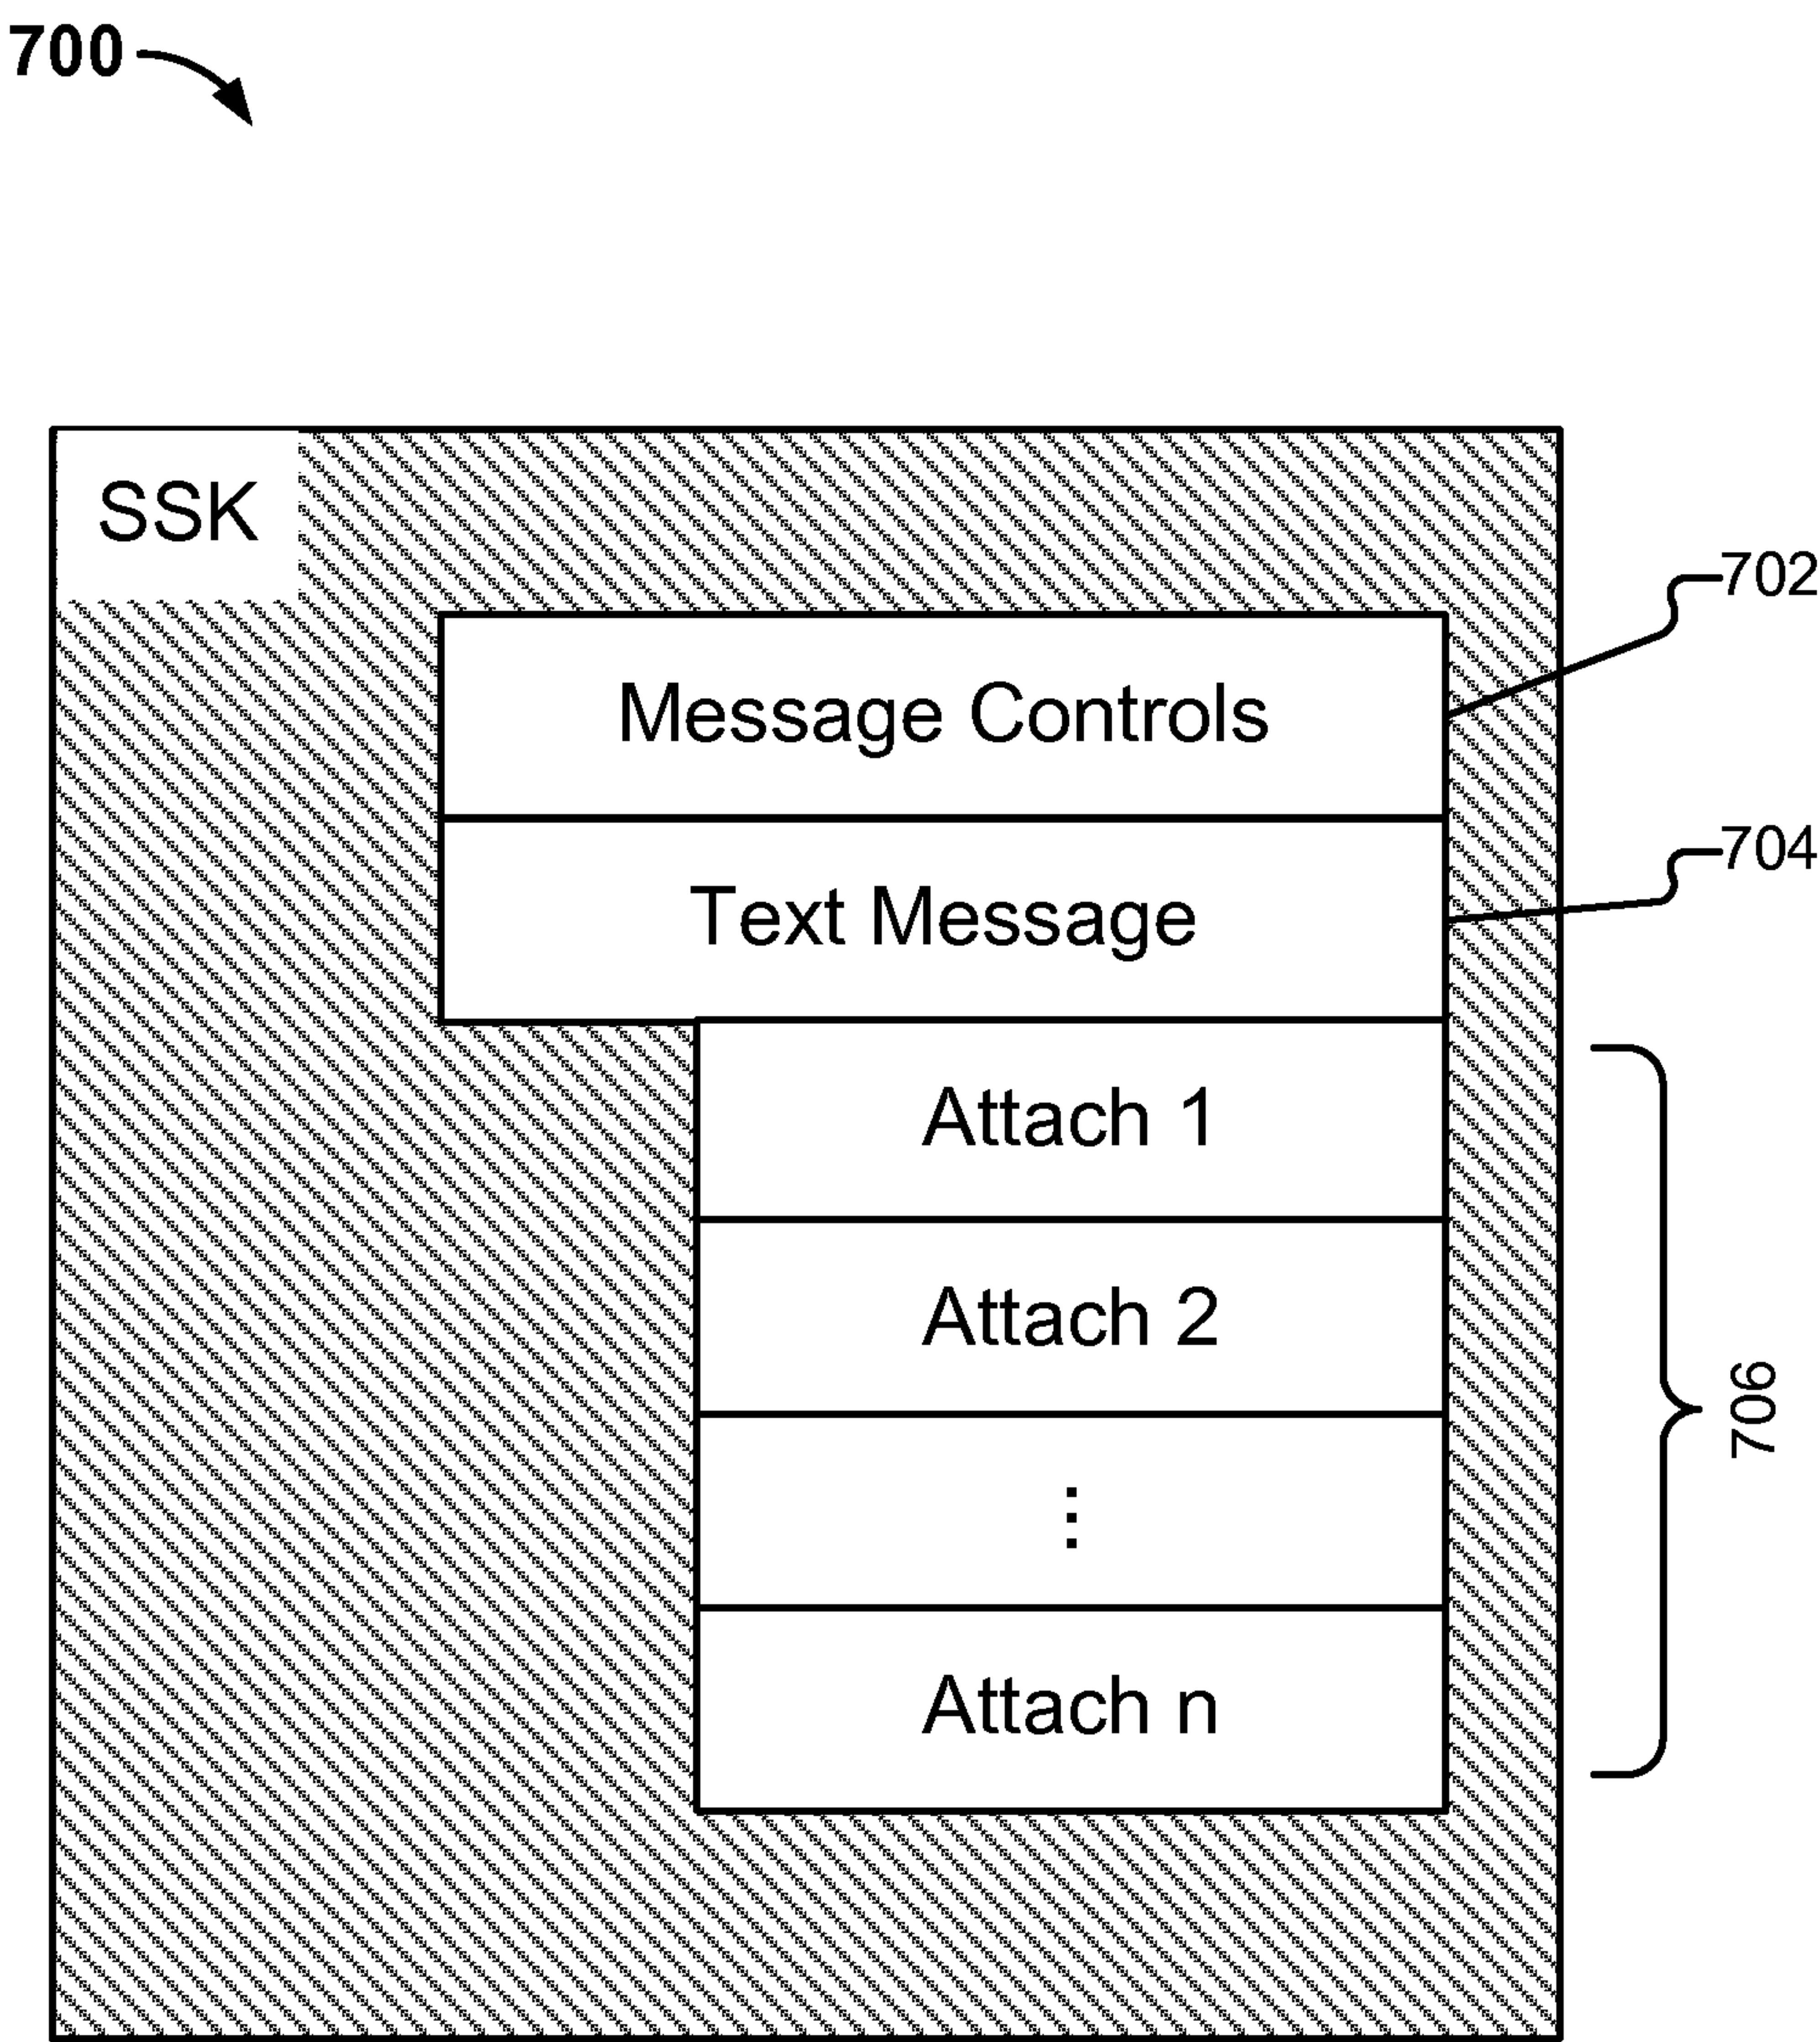 700
SSK
702
Message Controls
704
Text Message
Attach 1
Attach 2
706
⋮
Attach n